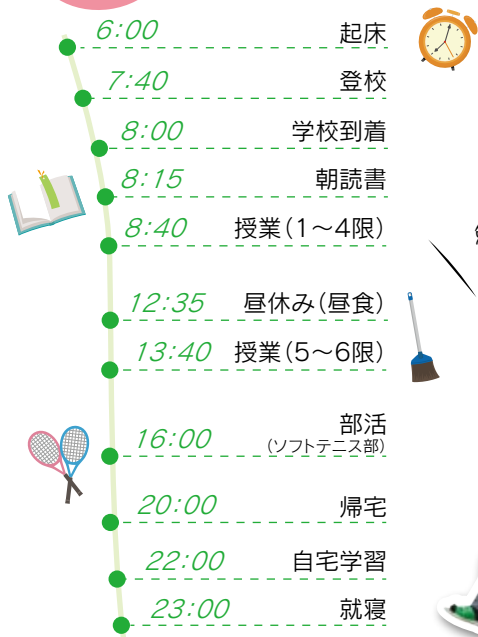 6:00 起床
7:40 登校
8:00 学校到着
8:15 朝読書
8:40 授業(1〜4限)
12:35 昼休み(昼食)
13:40 授業(5〜6限)
16:00 部活
(ソフトテニス部)
20:00 帰宅
22:00 自宅学習
23:00 就寝